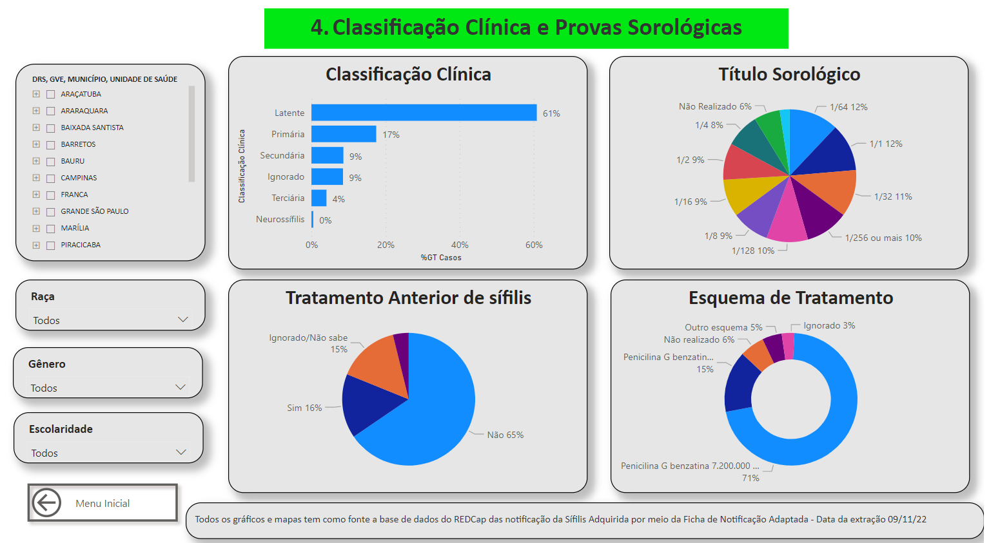 4. Classificação Clínica e Provas Sorológicas
DRS, GVE, MUNICÍPIO, UNIDADE DE SAÚDE
ARAÇATUBA
ARARAQUARA
BAIXADA SANTISTA
BARRETOS
BAURU
CAMPINAS
FRANCA
GRANDE SÃO PAULO
MARÍLIA
PIRACICABA
Raça
Todos
Gênero
Todos
Escolaridade
Todos
Menu Inicial
Classificação Clínica
Classificação Clínica
Latente 61%
Primária 17%
Secundária 9%
Ignorado 9%
Terciária 4%
Neurossífilis 0%
0% 20% 40% 60%
%GT Casos
Título Sorológico
Não Realizado 6%
1/64 12%
1/4 8%
1/1 12%
1/2 9%
1/32 11%
1/16 9%
1/8 9%
1/256 ou mais 10%
1/128 10%
Tratamento Anterior de sífilis
Ignorado/Não sabe
15%
Sim 16%
Não 65%
Esquema de Tratamento
Ignorado 3%
Outro esquema 5%
Não realizado 6%
Penicilina G benzatin...
15%
Penicilina G benzatina 7.200.000 ...
71%
Todos os gráficos e mapas tem como fonte a base de dados do REDCap das notificação da Sífilis Adquirida por meio da Ficha de Notificação Adaptada - Data da extração 09/11/22